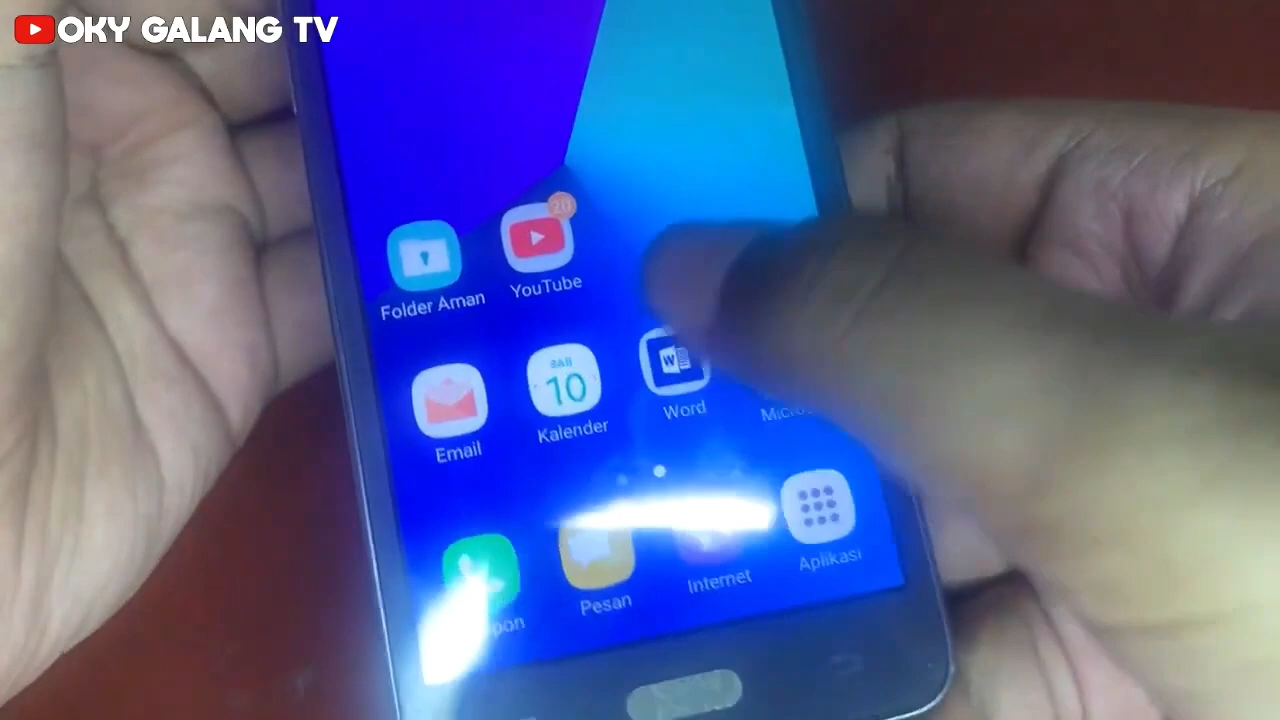 OKY GALANG TV
20
Folder Aman
YouTube
SAB
10
W
Email
Kalender
Word
Pesan
Internet
Aplikasi